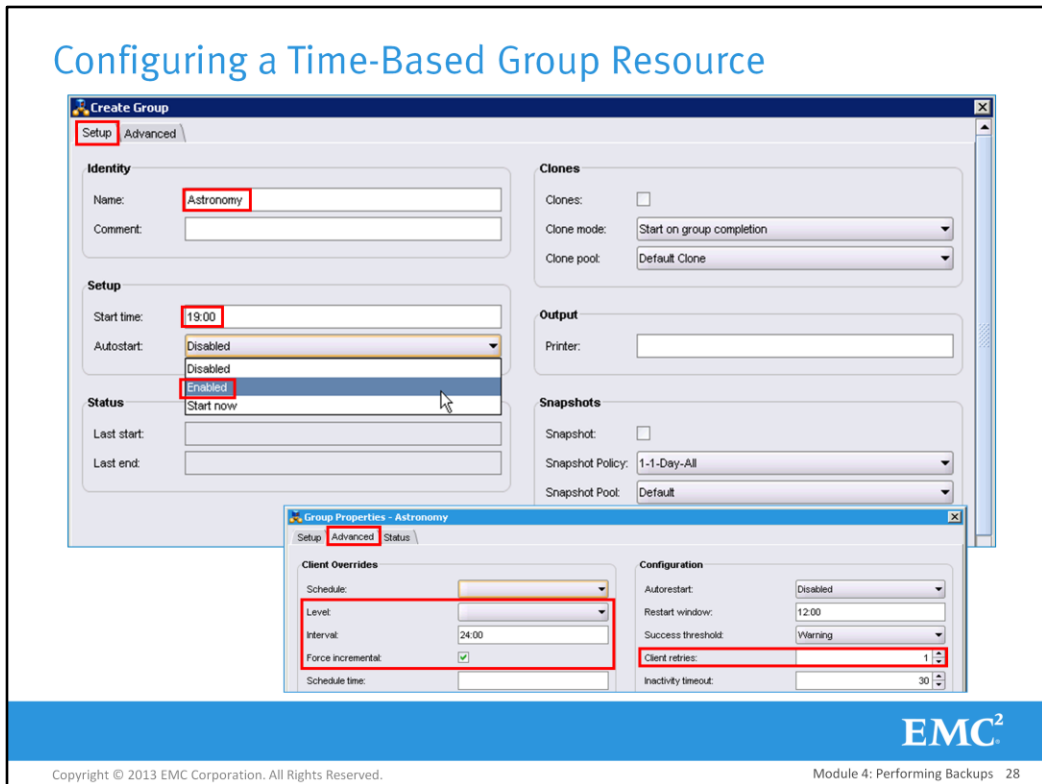 Configuring a Time-Based Group Resource
Create Group
Setup Advanced
Identity
Name: Astronomy
Comment:
Setup
Start time: 19:00
Autostart: Disabled
Disabled
Enabled
Start now
Status
Last start:
Last end:
Clones
Clones:
Clone mode: Start on group completion
Clone pool: Default Clone
Output
Printer:
Snapshots
Snapshot:
Snapshot Policy: 1-1-Day-All
Snapshot Pool: Default
Group Properties - Astronomy
Setup Advanced Status
Client Overrides
Schedule:
Level:
Interval: 24:00
Force incremental:
Schedule time:
Configuration
Autorestart: Disabled
Restart window: 12:00
Success threshold: Warning
Client retries: 1
Inactivity timeout: 30
EMC²
Copyright © 2013 EMC Corporation. All Rights Reserved.
Module 4: Performing Backups 28